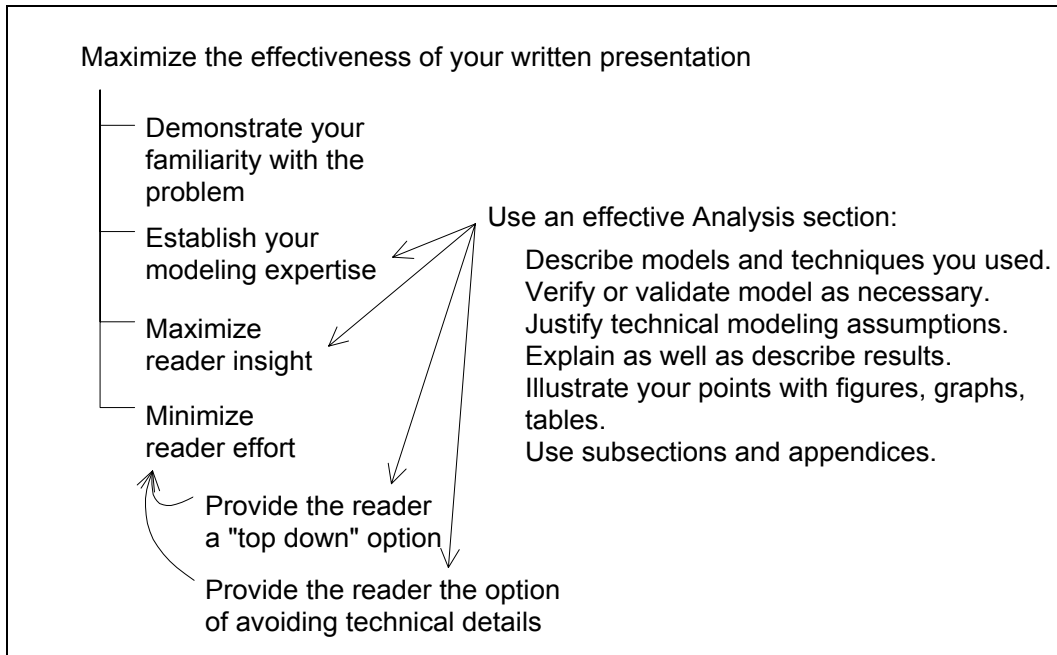 Maximize the effectiveness of your written presentation
Demonstrate your
familiarity with the
problem
Establish your
modeling expertise
Maximize
reader insight
Minimize
reader effort
Provide the reader
a "top down" option
Provide the reader the option
of avoiding technical details
Use an effective Analysis section:
Describe models and techniques you used.
Verify or validate model as necessary.
Justify technical modeling assumptions.
Explain as well as describe results.
Illustrate your points with figures, graphs,
tables.
Use subsections and appendices.